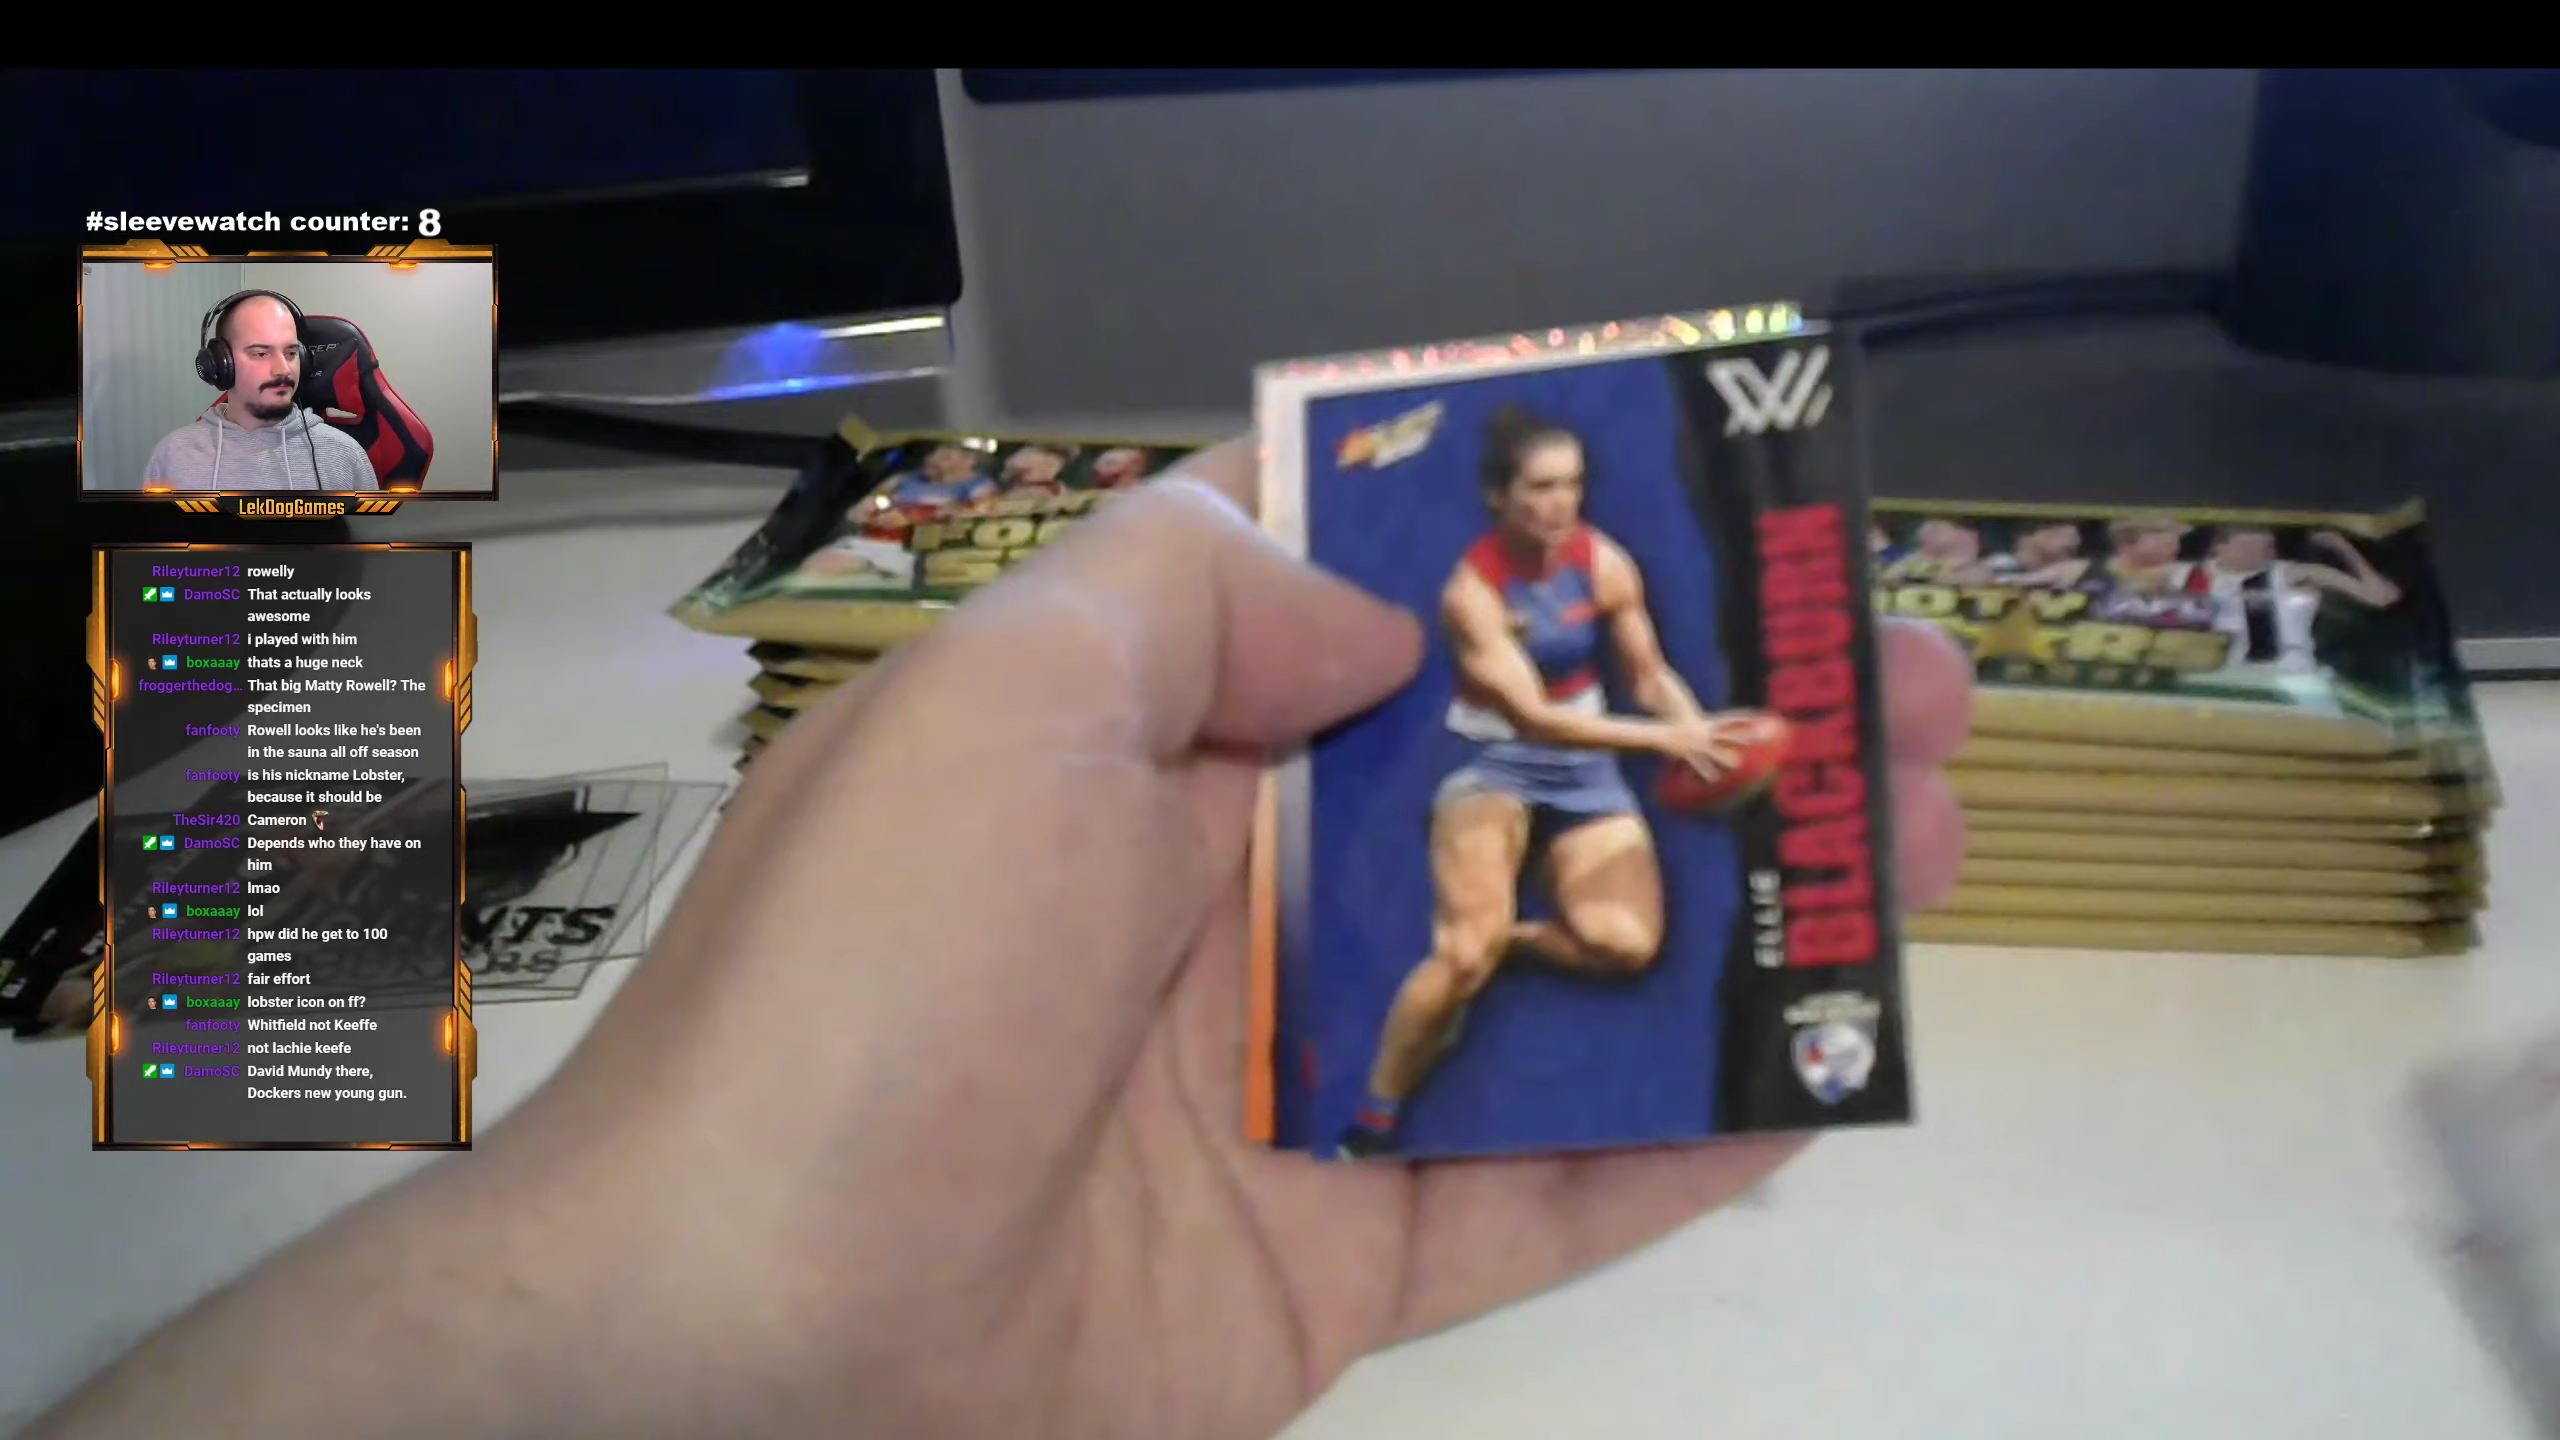 #sleevewatch counter: 8
LekDogGames
Rileyturner12 rowelly
DamoSC That actually looks
awesome
Rileyturner12 i played with him
boxaaay thats a huge neck
froggerthedog... That big Matty Rowell? The
specimen
fanfooty Rowell looks like he's been
in the sauna all off season
fanfooty is his nickname Lobster,
because it should be
TheSir420 Cameron
DamoSC Depends who they have on
him
Rileyturner12 lmao
boxaaay lol
Rileyturner12 hpw did he get to 100
games
Rileyturner12 fair effort
boxaaay lobster icon on ff?
fanfooty Whitfield not Keeffe
Rileyturner12 not lachie keefe
DamoSC David Mundy there,
Dockers new young gun.
W
ELLIE
BLACKBURN
AFL